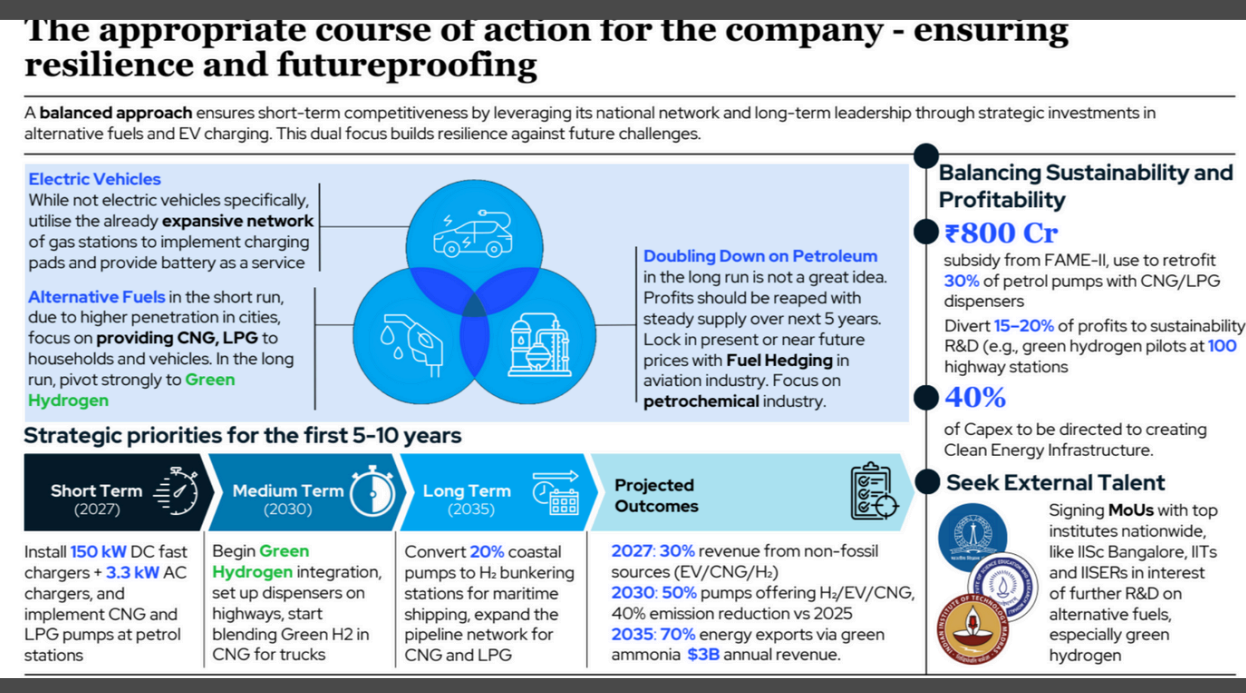 The appropriate course of action for the company - ensuring
resilience and futureproofing
A balanced approach ensures short-term competitiveness by leveraging its national network and long-term leadership through strategic investments in
alternative fuels and EV charging. This dual focus builds resilience against future challenges.
Electric Vehicles
While not electric vehicles specifically,
utilise the already expansive network
of gas stations to implement charging
pads and provide battery as a service
Alternative Fuels in the short run,
due to higher penetration in cities,
focus on providing CNG, LPG to
households and vehicles. In the long
run, pivot strongly to Green
Hydrogen
Doubling Down on Petroleum
in the long run is not a great idea.
Profits should be reaped with
steady supply over next 5 years.
Lock in present or near future
prices with Fuel Hedging in
aviation industry. Focus on
petrochemical industry.
Strategic priorities for the first 5-10 years
Short Term
(2027)
Medium Term
(2030)
Long Term
(2035)
Projected
Outcomes
Install 150 kW DC fast
chargers + 3.3 kW AC
chargers, and
implement CNG and
LPG pumps at petrol
stations
Begin Green
Hydrogen integration,
set up dispensers on
highways, start
blending Green H2 in
CNG for trucks
Convert 20% coastal
pumps to H₂ bunkering
stations for maritime
shipping, expand the
pipeline network for
CNG and LPG
2027: 30% revenue from non-fossil
sources (EV/CNG/H₂)
2030: 50% pumps offering H₂/EV/CNG,
40% emission reduction vs 2025
2035: 70% energy exports via green
ammonia $3B annual revenue.
Balancing Sustainability and
Profitability
₹800 Cr
subsidy from FAME-II, use to retrofit
30% of petrol pumps with CNG/LPG
dispensers
Divert 15–20% of profits to sustainability
R&D (e.g., green hydrogen pilots at 100
highway stations
40%
of Capex to be directed to creating
Clean Energy Infrastructure.
Seek External Talent
Signing MoUs with top
institutes nationwide,
like IISc Bangalore, IITs
and IISERs in interest
of further R&D on
alternative fuels,
especially green
hydrogen